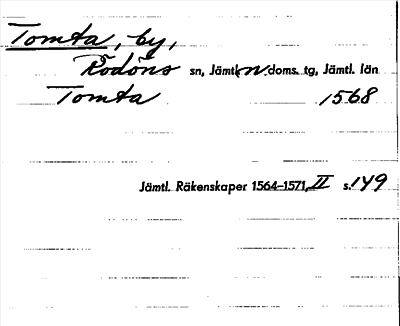 Tomta, by,
Rödöns sn, Jämtl. n. doms. tg, Jämtl. län
Tomta 1568
Jämtl. Räkenskaper 1564–1571, II s. 149